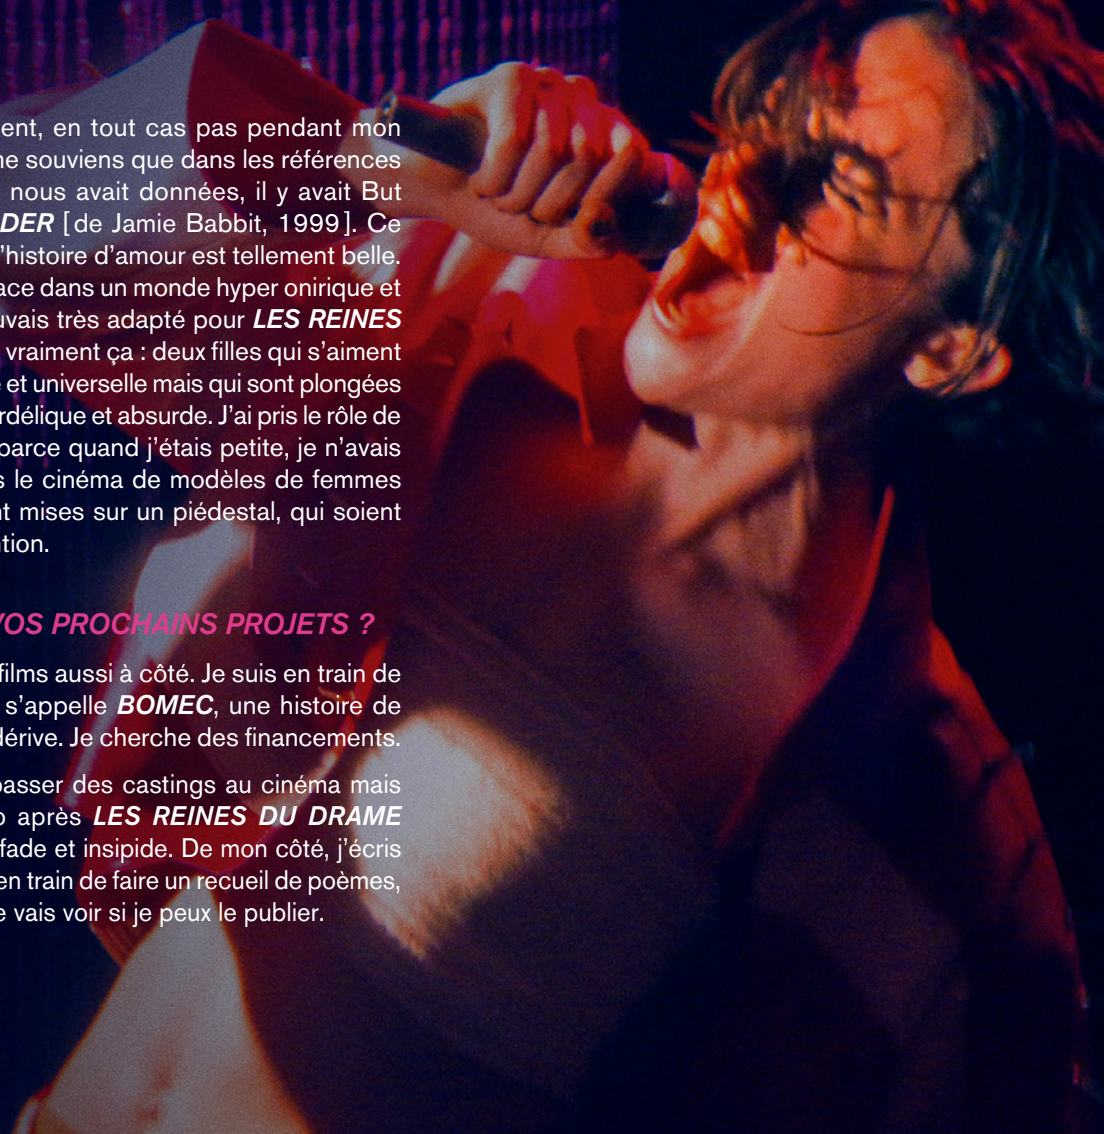 ent, en tout cas pas pendant mon
ne souviens que dans les références
nous avait données, il y avait But
DER [de Jamie Babbit, 1999]. Ce
l'histoire d'amour est tellement belle.
ace dans un monde hyper onirique et
uvais très adapté pour LES REINES
vraiment ça : deux filles qui s'aiment
e et universelle mais qui sont plongées
rdélique et absurde. J'ai pris le rôle de
parce quand j'étais petite, je n'avais
s le cinéma de modèles de femmes
nt mises sur un piédestal, qui soient
ntion.
VOS PROCHAINS PROJETS ?
films aussi à côté. Je suis en train de
s'appelle BOMEC, une histoire de
dérive. Je cherche des financements.
passer des castings au cinéma mais
p après LES REINES DU DRAME
fade et insipide. De mon côté, j'écris
en train de faire un recueil de poèmes,
e vais voir si je peux le publier.